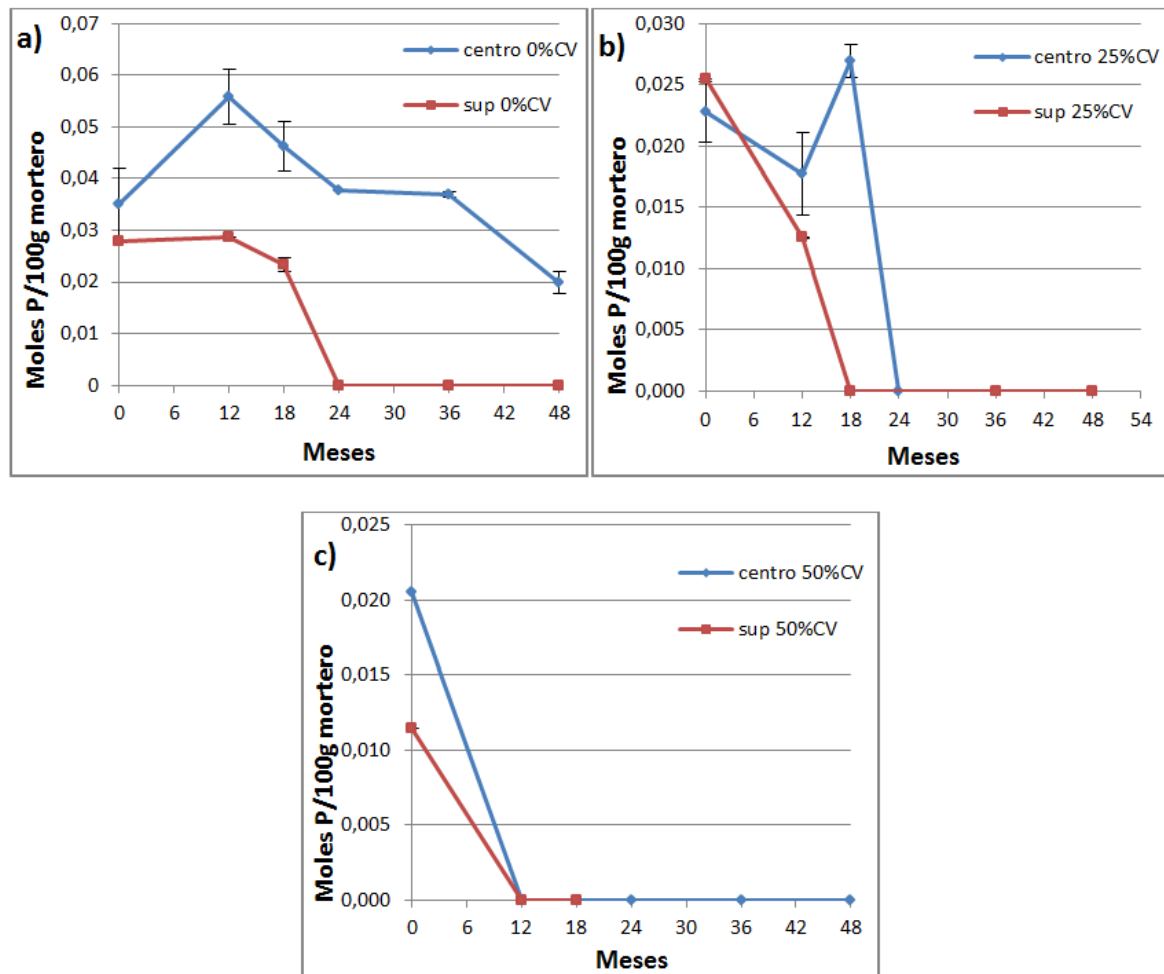 a)
0,07
0,06
0,05
0,04
0,03
0,02
0,01
0
Moles P/100g mortero
centro 0%CV
sup 0%CV
0 6 12 18 24 30 36 42 48
Meses
b)
0,030
0,025
0,020
0,015
0,010
0,005
0,000
Moles P/100g mortero
centro 25%CV
sup 25%CV
0 6 12 18 24 30 36 42 48 54
Meses
c)
0,025
0,020
0,015
0,010
0,005
0,000
Moles P/100g mortero
centro 50%CV
sup 50%CV
0 6 12 18 24 30 36 42 48
Meses